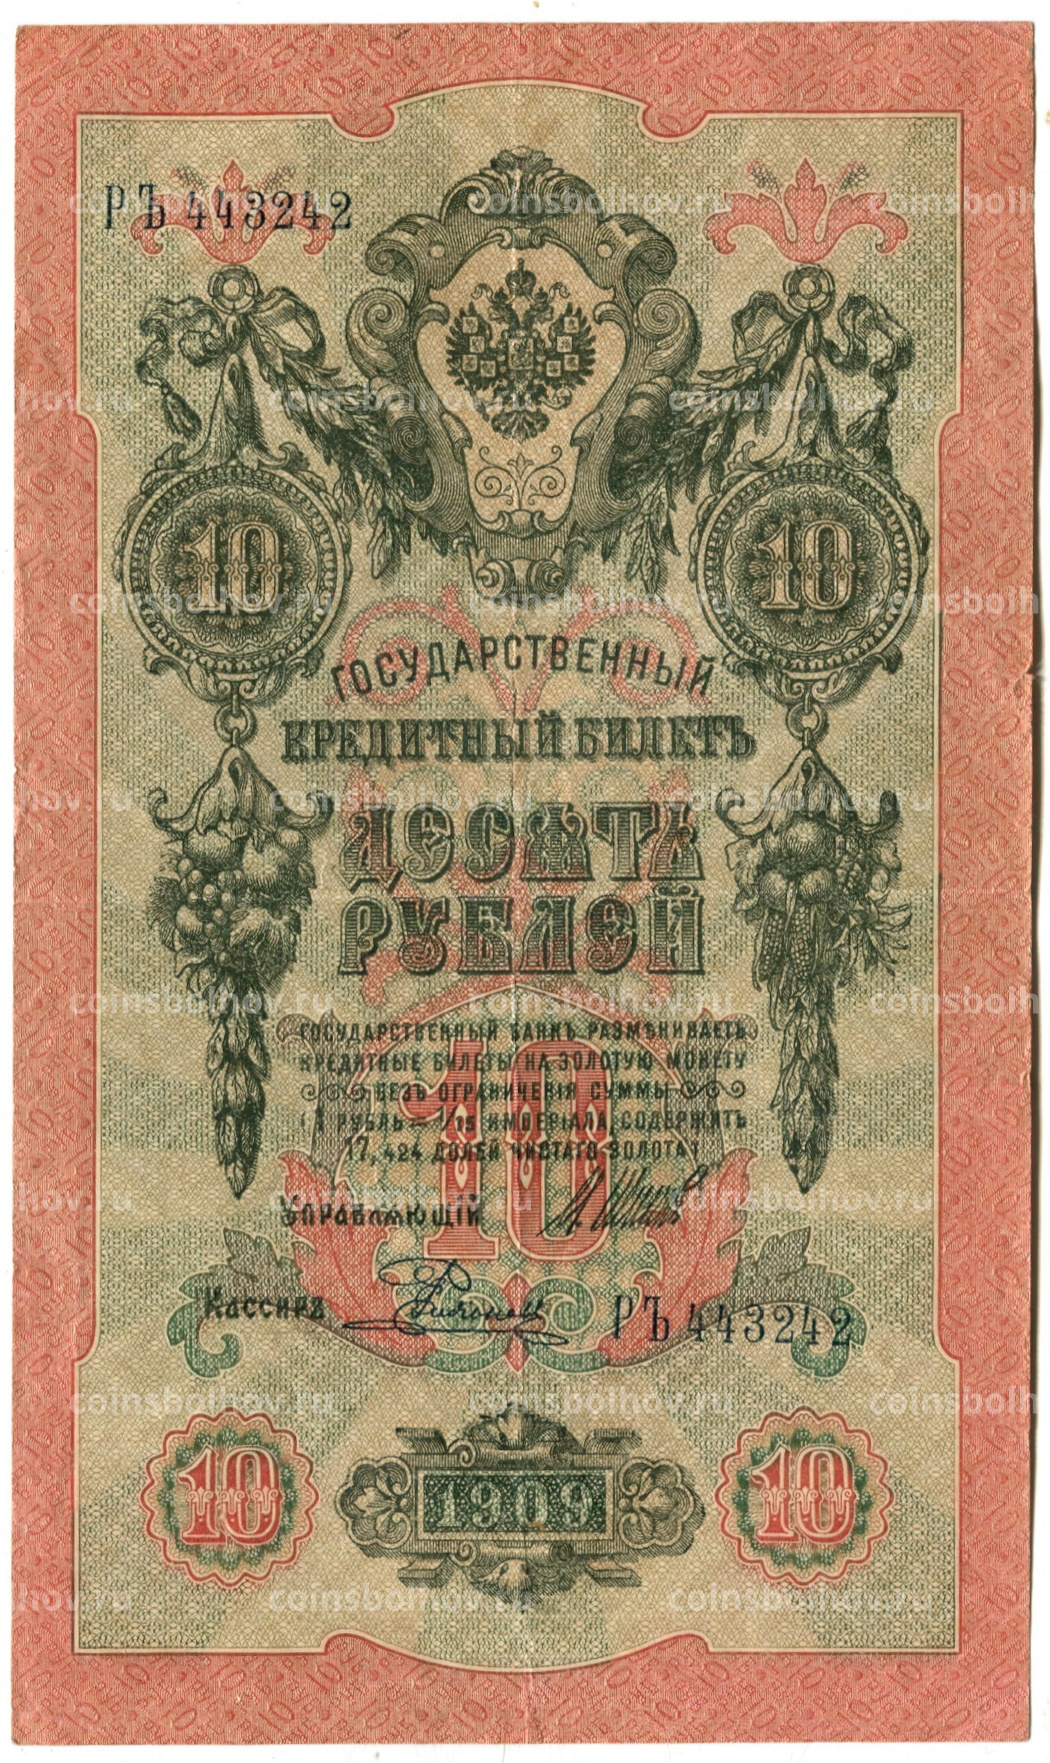 РЪ 443242
10 10
ГОСУДАРСТВЕННЫЙ
КРЕДИТНЫЙ БИЛЕТЪ
ДЕСЯТЬ
РУБЛЕЙ
ГОСУДАРСТВЕННЫЙ БАНКЪ РАЗМѢНИВАЕТЪ
КРЕДИТНЫЕ БИЛЕТЫ НА ЗОЛОТУЮ МОНЕТУ
БЕЗЪ ОГРАНИЧЕНІЯ СУММЫ
(1 РУБЛЬ = 1/15 ИМПЕРІАЛА, СОДЕРЖИТЪ
17,424 ДОЛЕЙ ЧИСТАГО ЗОЛОТА)
10
Управляющій
Кассиръ
РЪ 443242
10 1909 10
coinsbolhov.ru